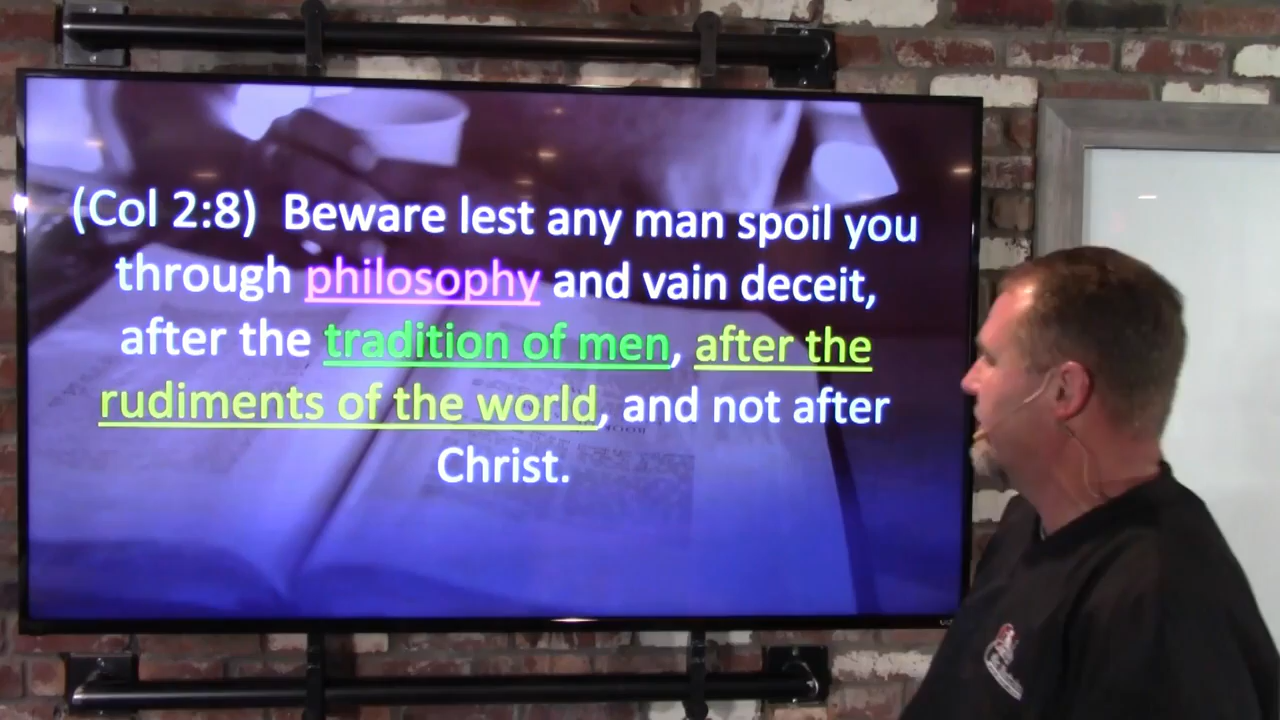 (Col 2:8) Beware lest any man spoil you
through philosophy and vain deceit,
after the tradition of men, after the
rudiments of the world, and not after
Christ.